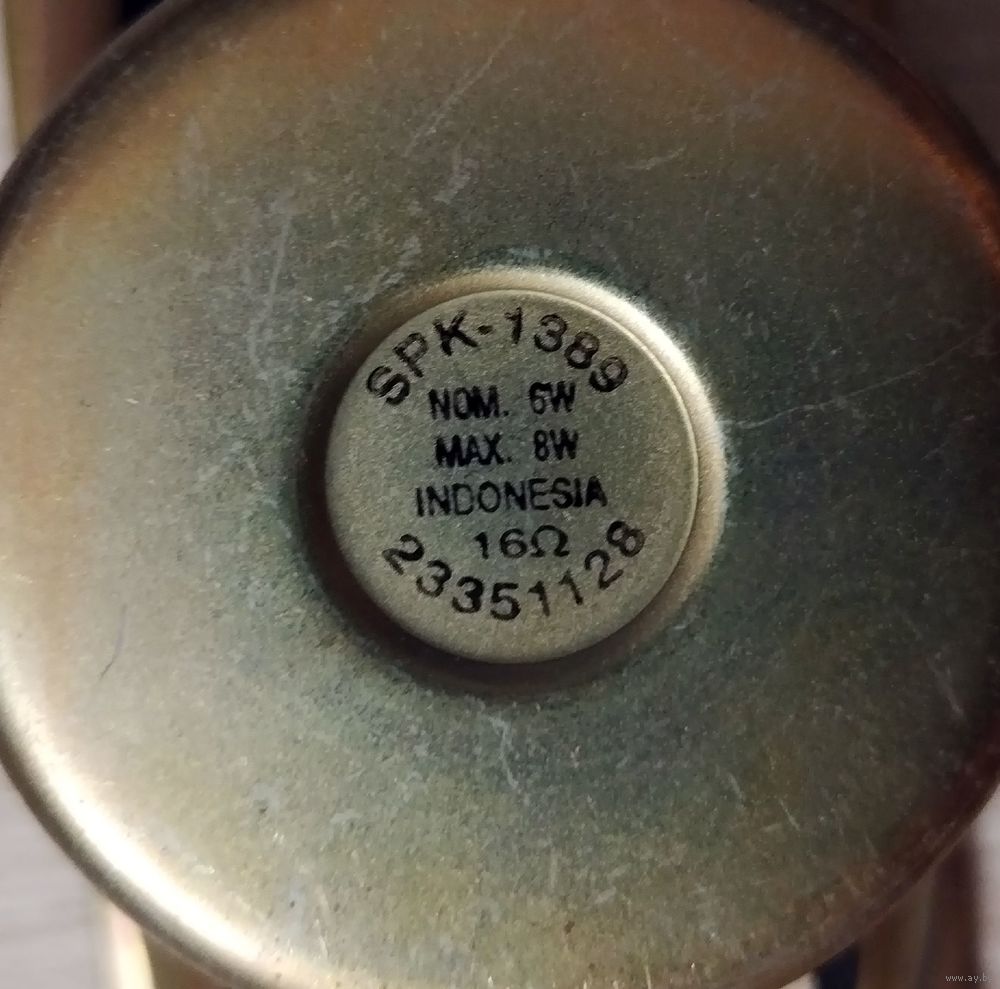 SPK-1389
NOM. 6W
MAX. 8W
INDONESIA
16Ω
23351128